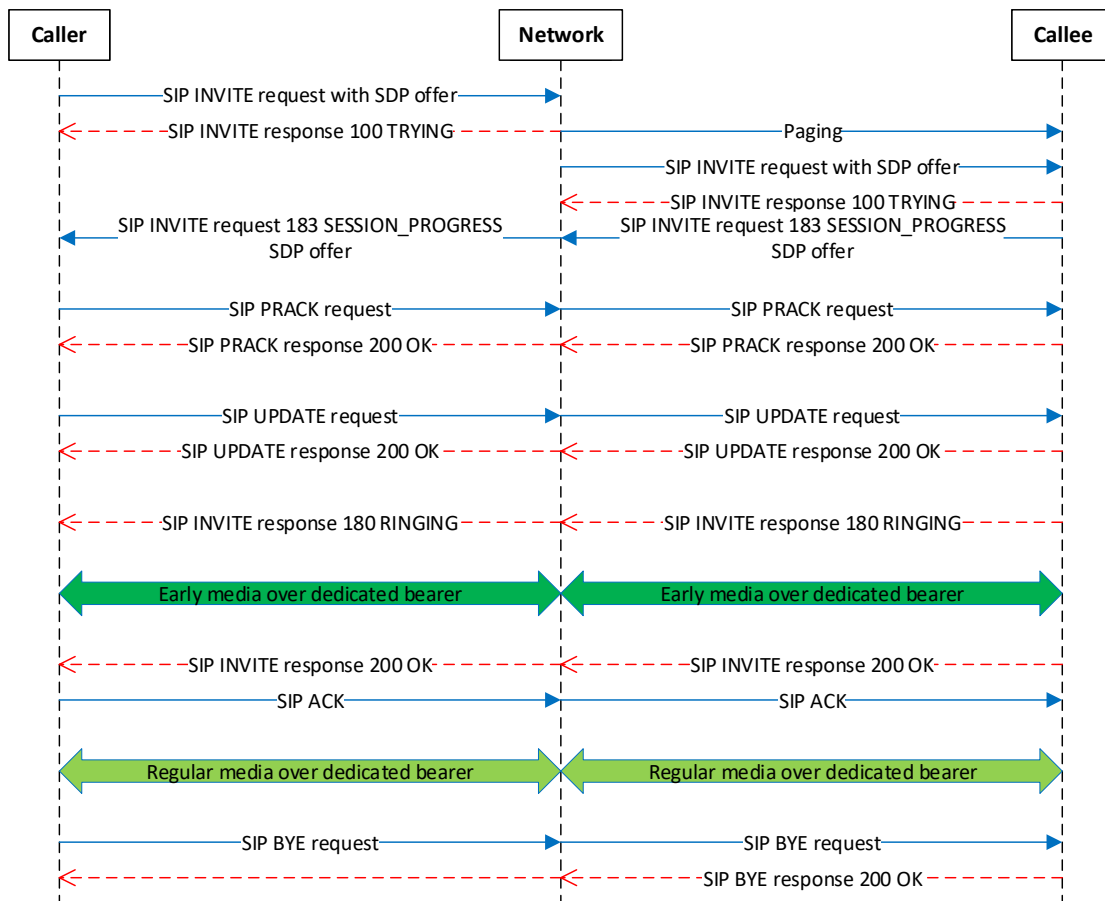 Caller
Network
Callee
SIP INVITE request with SDP offer
SIP INVITE response 100 TRYING
Paging
SIP INVITE request with SDP offer
SIP INVITE response 100 TRYING
SIP INVITE request 183 SESSION_PROGRESS
SDP offer
SIP INVITE request 183 SESSION_PROGRESS
SDP offer
SIP PRACK request
SIP PRACK request
SIP PRACK response 200 OK
SIP PRACK response 200 OK
SIP UPDATE request
SIP UPDATE request
SIP UPDATE response 200 OK
SIP UPDATE response 200 OK
SIP INVITE response 180 RINGING
SIP INVITE response 180 RINGING
Early media over dedicated bearer
Early media over dedicated bearer
SIP INVITE response 200 OK
SIP INVITE response 200 OK
SIP ACK
SIP ACK
Regular media over dedicated bearer
Regular media over dedicated bearer
SIP BYE request
SIP BYE request
SIP BYE response 200 OK